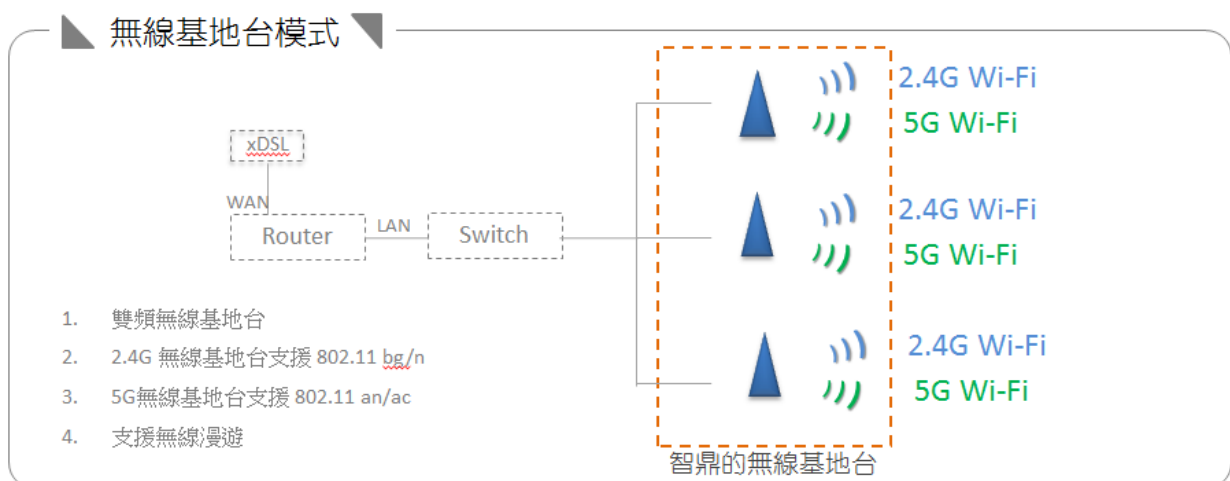 無線基地台模式
xDSL
WAN
Router
LAN
Switch
2.4G Wi-Fi
5G Wi-Fi
2.4G Wi-Fi
5G Wi-Fi
2.4G Wi-Fi
5G Wi-Fi
1. 雙頻無線基地台
2. 2.4G 無線基地台支援 802.11 bg/n
3. 5G無線基地台支援 802.11 an/ac
4. 支援無線漫遊
智鼎的無線基地台